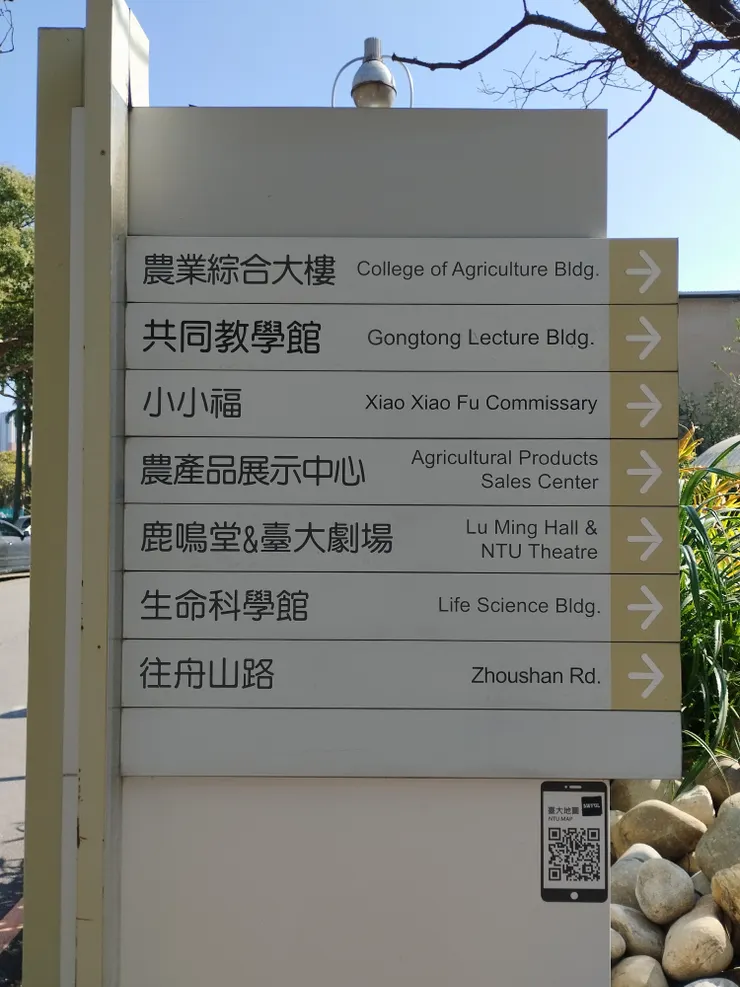 農業綜合大樓 College of Agriculture Bldg.
共同教學館 Gongtong Lecture Bldg.
小小福 Xiao Xiao Fu Commissary
農產品展示中心 Agricultural Products
Sales Center
鹿鳴堂&臺大劇場 Lu Ming Hall &
NTU Theatre
生命科學館 Life Science Bldg.
往舟山路 Zhoushan Rd.
臺大地圖
NTU MAP